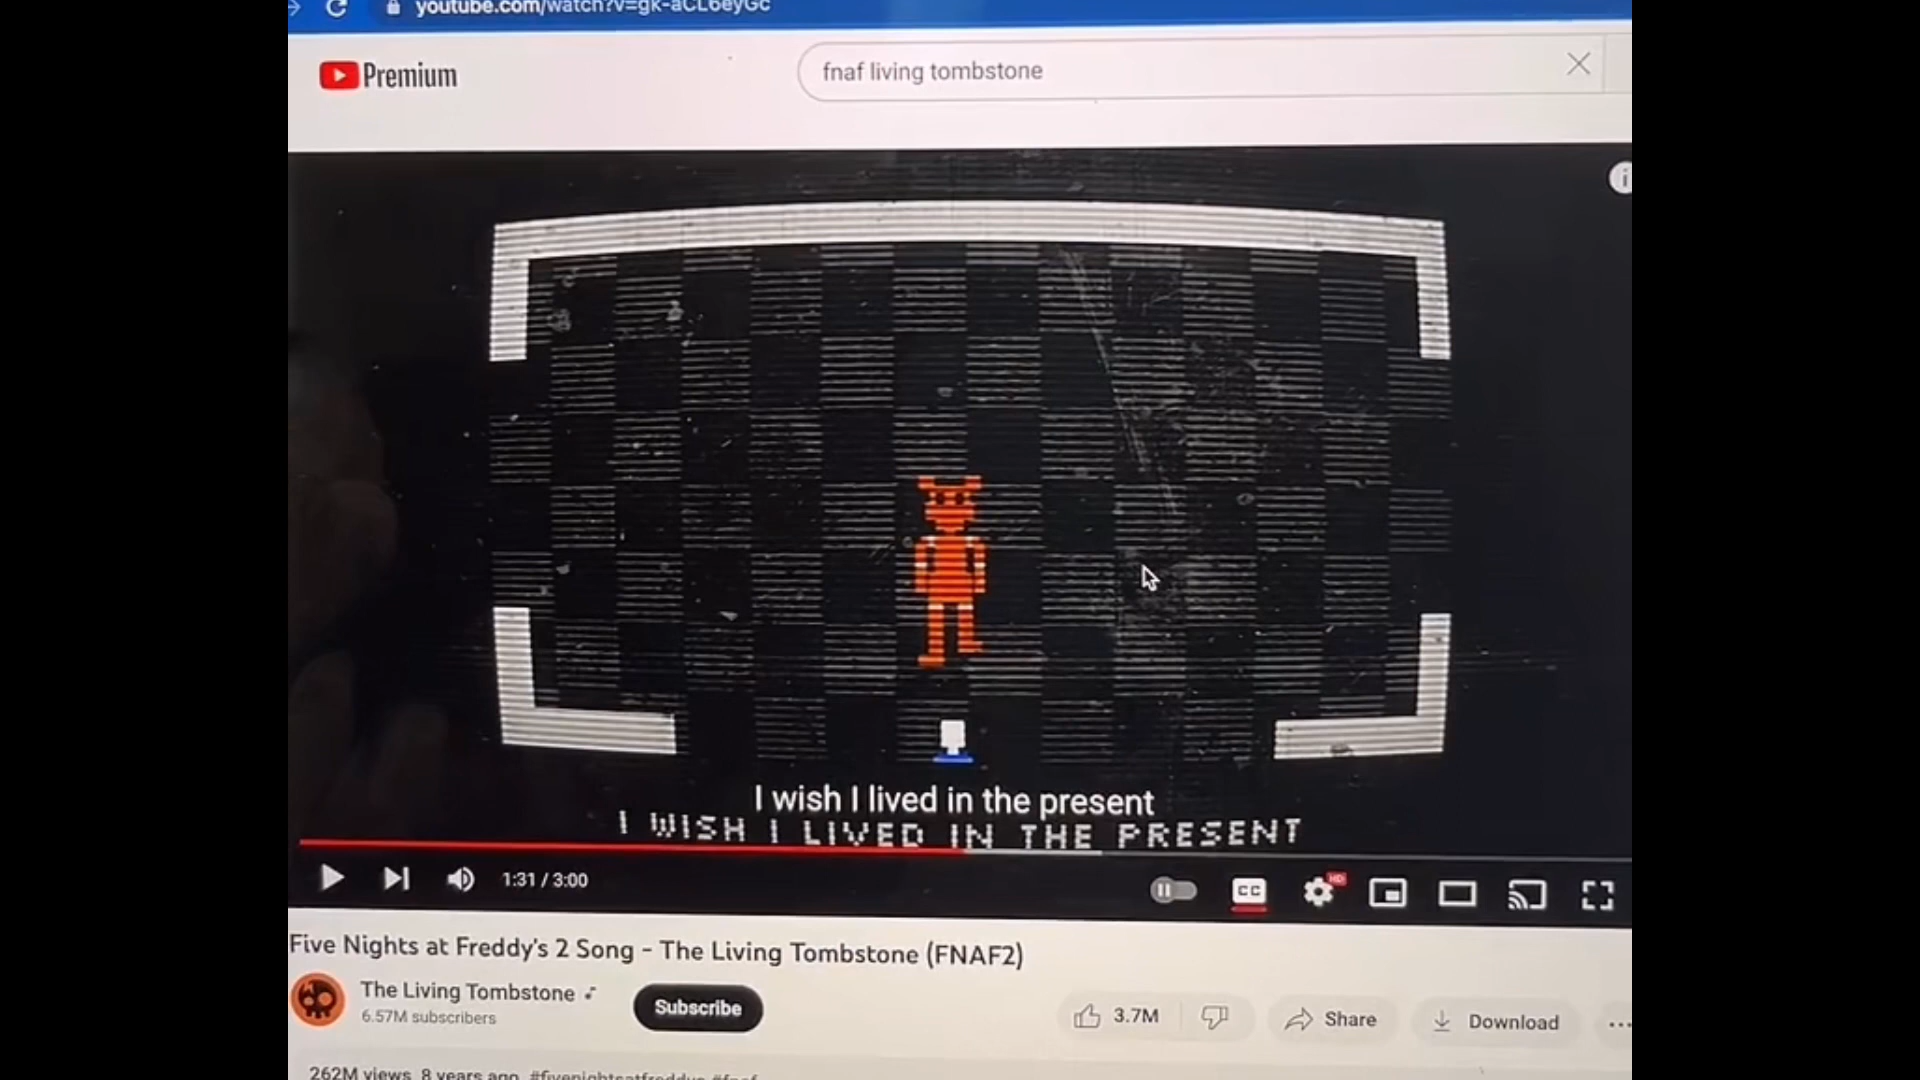 youtube.com/watch?v=gk-aCL6eyGc
Premium
fnaf living tombstone
I wish I lived in the present
I WISH I LIVED IN THE PRESENT
1:31 / 3:00
CC
HD
Five Nights at Freddy's 2 Song - The Living Tombstone (FNAF2)
The Living Tombstone
6.57M subscribers
Subscribe
3.7M
Share
Download
262M views 8 years ago #fivenightsatfreddys #fnaf